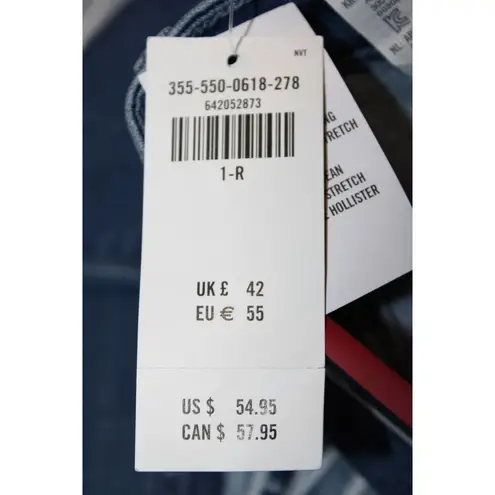 NVT
355-550-0618-278
642052873
1-R
UK £ 42
EU € 55
US $ 54.95
CAN $ 57.95
STRETCH
HOLLISTER